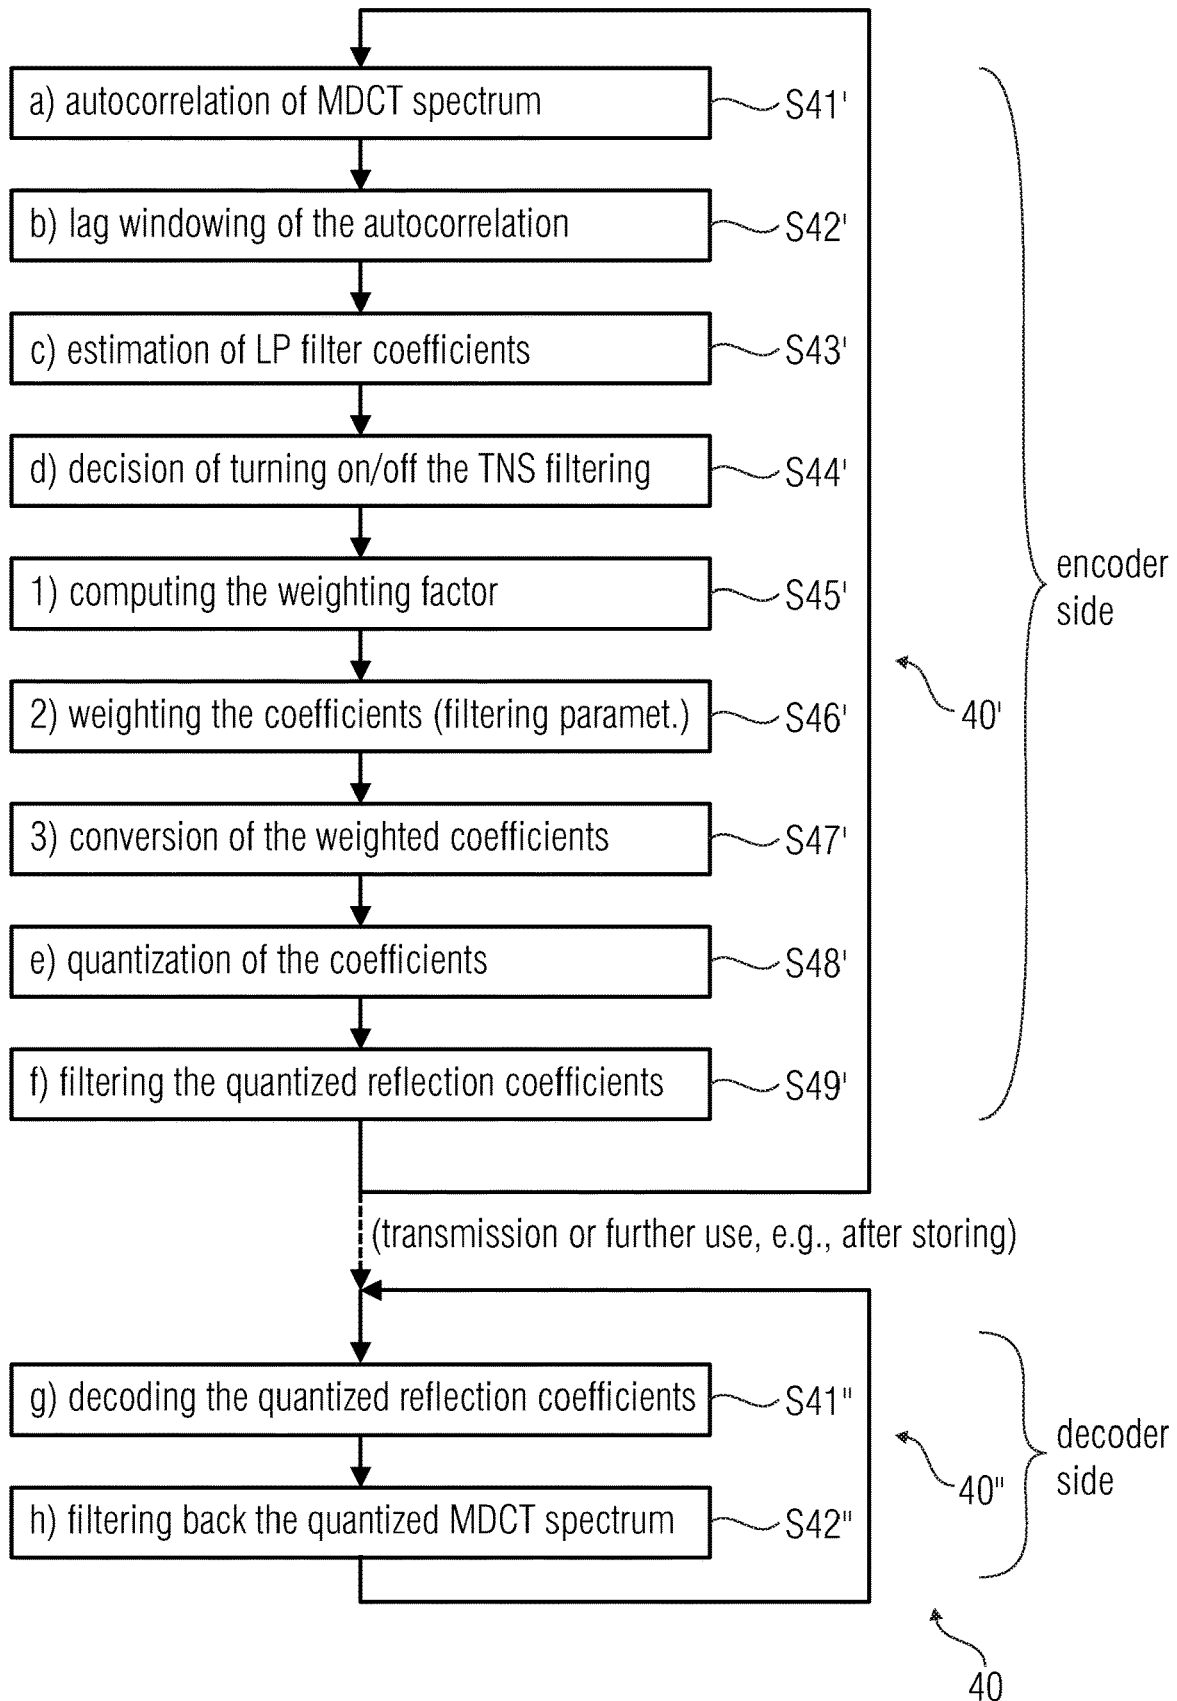 a) autocorrelation of MDCT spectrum
S41'
b) lag windowing of the autocorrelation
S42'
c) estimation of LP filter coefficients
S43'
d) decision of turning on/off the TNS filtering
S44'
1) computing the weighting factor
S45'
2) weighting the coefficients (filtering paramet.)
S46'
3) conversion of the weighted coefficients
S47'
e) quantization of the coefficients
S48'
f) filtering the quantized reflection coefficients
S49'
encoder
side
40'
(transmission or further use, e.g., after storing)
g) decoding the quantized reflection coefficients
S41"
h) filtering back the quantized MDCT spectrum
S42"
decoder
side
40"
40